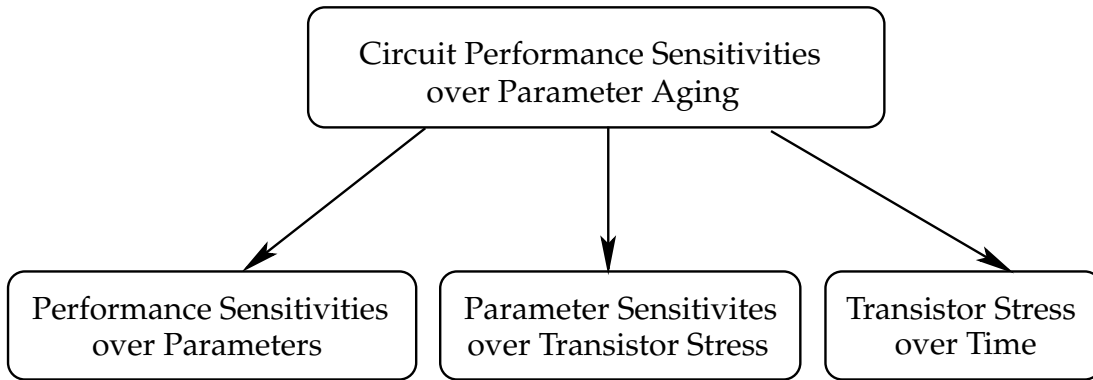 Circuit Performance Sensitivities
over Parameter Aging
Performance Sensitivities
over Parameters
Parameter Sensitivites
over Transistor Stress
Transistor Stress
over Time